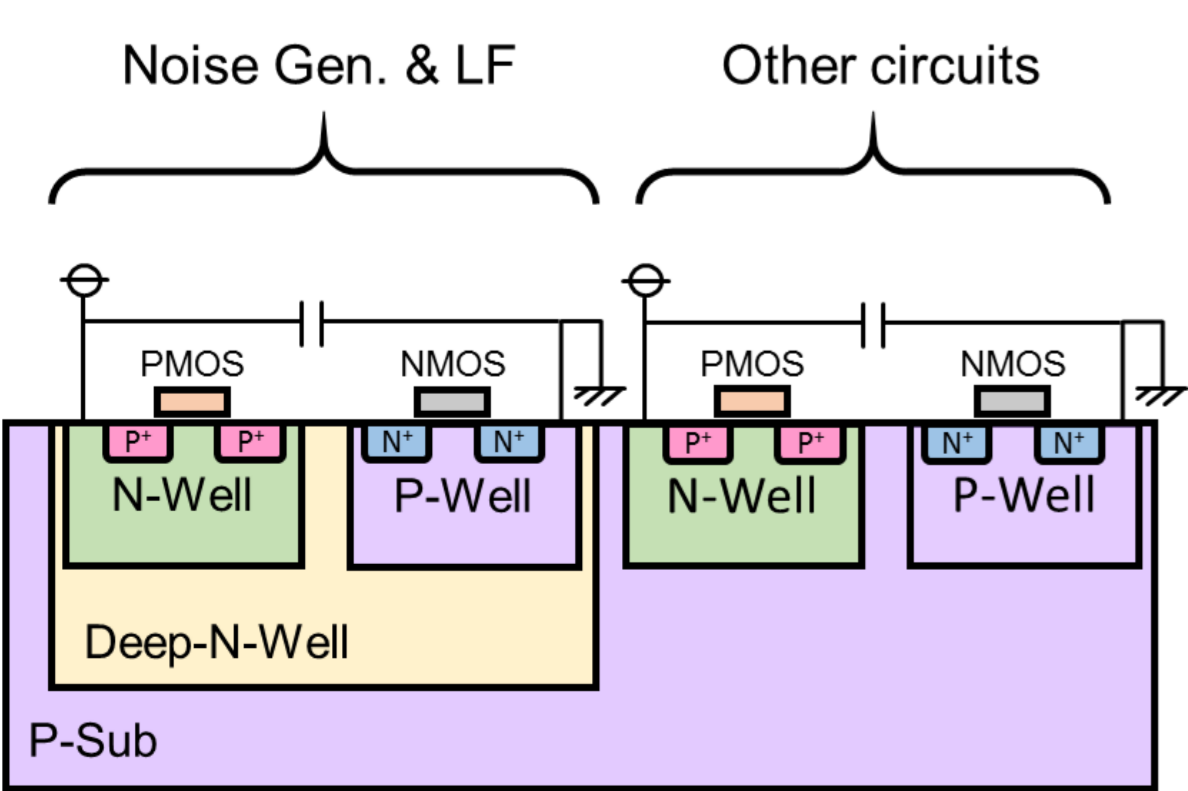 Noise Gen. & LF
Other circuits
PMOS
NMOS
PMOS
NMOS
P⁺
P⁺
N⁺
N⁺
P⁺
P⁺
N⁺
N⁺
N-Well
P-Well
N-Well
P-Well
Deep-N-Well
P-Sub